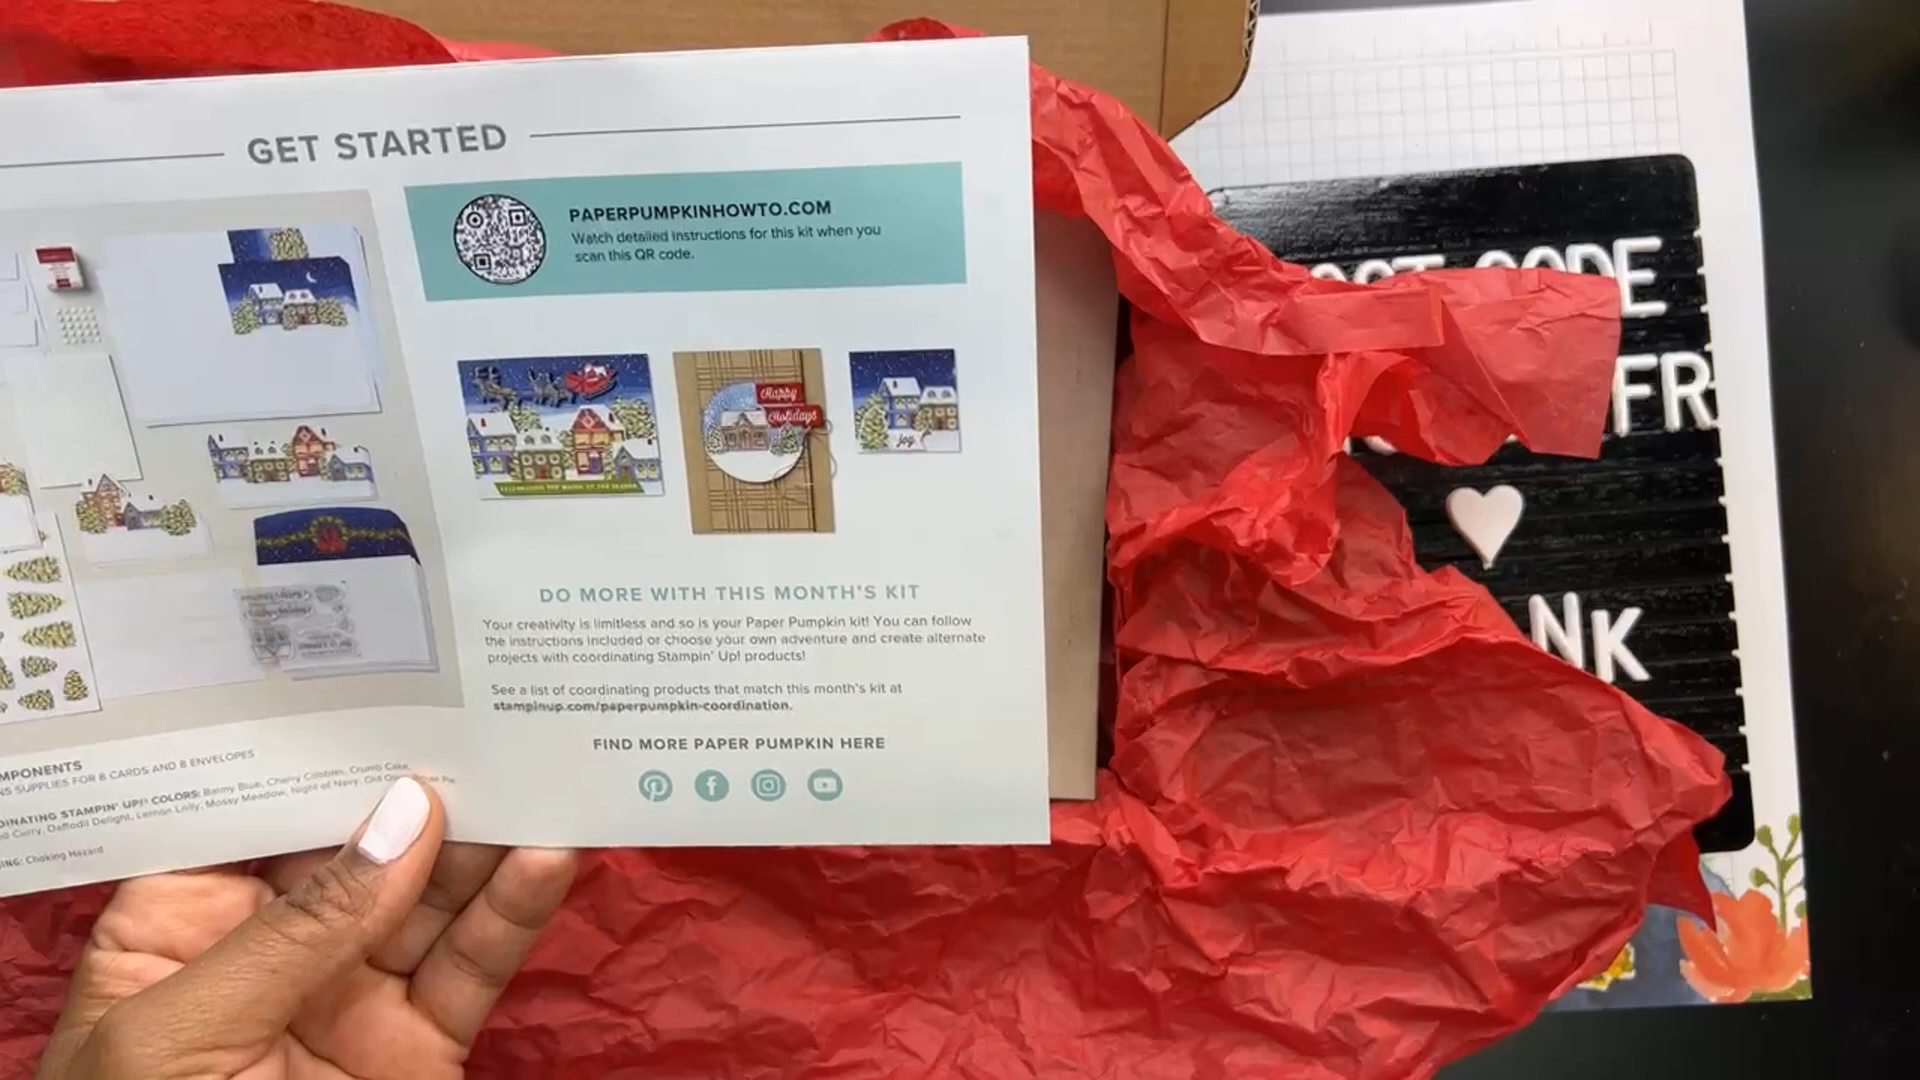 GET STARTED
PAPERPUMPKINHOWTO.COM
Watch detailed instructions for this kit when you
scan this QR code.
Happy
Holidays
joy
DO MORE WITH THIS MONTH'S KIT
Your creativity is limitless and so is your Paper Pumpkin kit! You can follow
the instructions included or choose your own adventure and create alternate
projects with coordinating Stampin' Up! products!
See a list of coordinating products that match this month's kit at
stampinup.com/paperpumpkin-coordination.
FIND MORE PAPER PUMPKIN HERE
MPONENTS
NS SUPPLIES FOR 8 CARDS AND 8 ENVELOPES
DINATING STAMPIN' UP!® COLORS: Balmy Blue, Cherry Cobbler, Crumb Cake,
Curry, Daffodil Delight, Lemon Lolly, Mossy Meadow, Night of Navy, Old Pie
ING: Choking Hazard
CODE
FR
NK